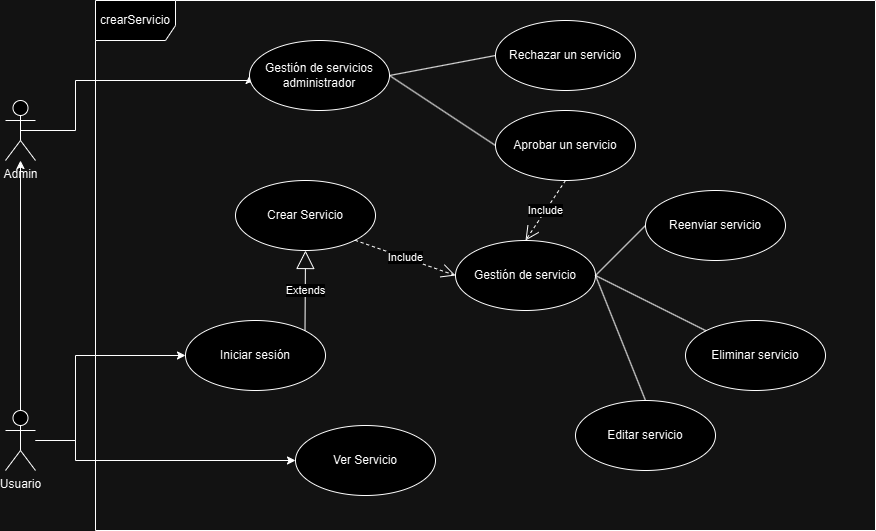 crearServicio
Gestión de servicios
administrador
Rechazar un servicio
Aprobar un servicio
Admin
Crear Servicio
Include
Include
Reenviar servicio
Gestión de servicio
Extends
Iniciar sesión
Eliminar servicio
Editar servicio
Ver Servicio
Usuario